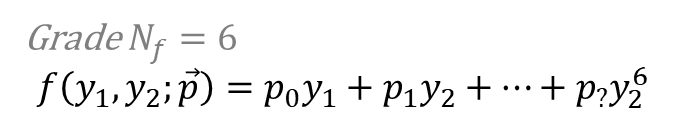 Grade N_f = 6
f(y_1, y_2; \vec{p}) = p_0 y_1 + p_1 y_2 + ⋯ + p_? y_2^6